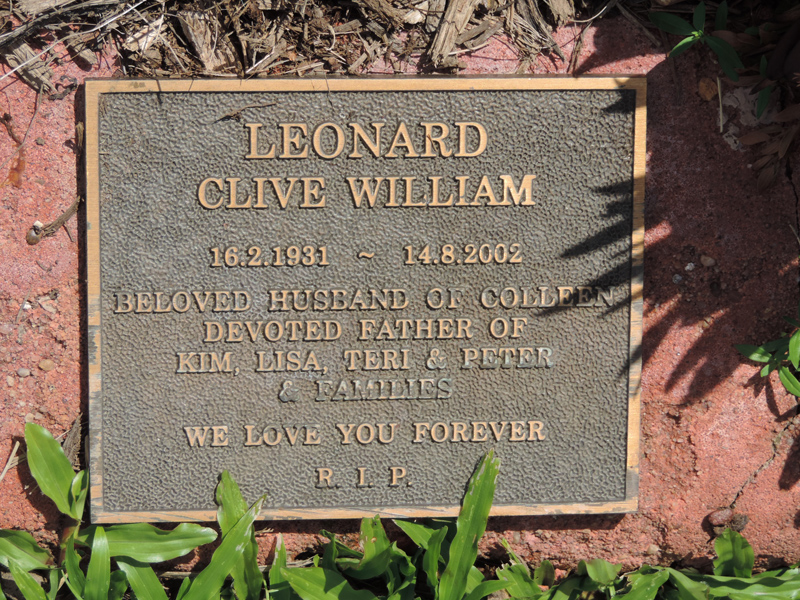 LEONARD
CLIVE WILLIAM
16.2.1931 ~ 14.8.2002
BELOVED HUSBAND OF COLLEEN
DEVOTED FATHER OF
KIM, LISA, TERI & PETER
& FAMILIES
WE LOVE YOU FOREVER
R. I. P.